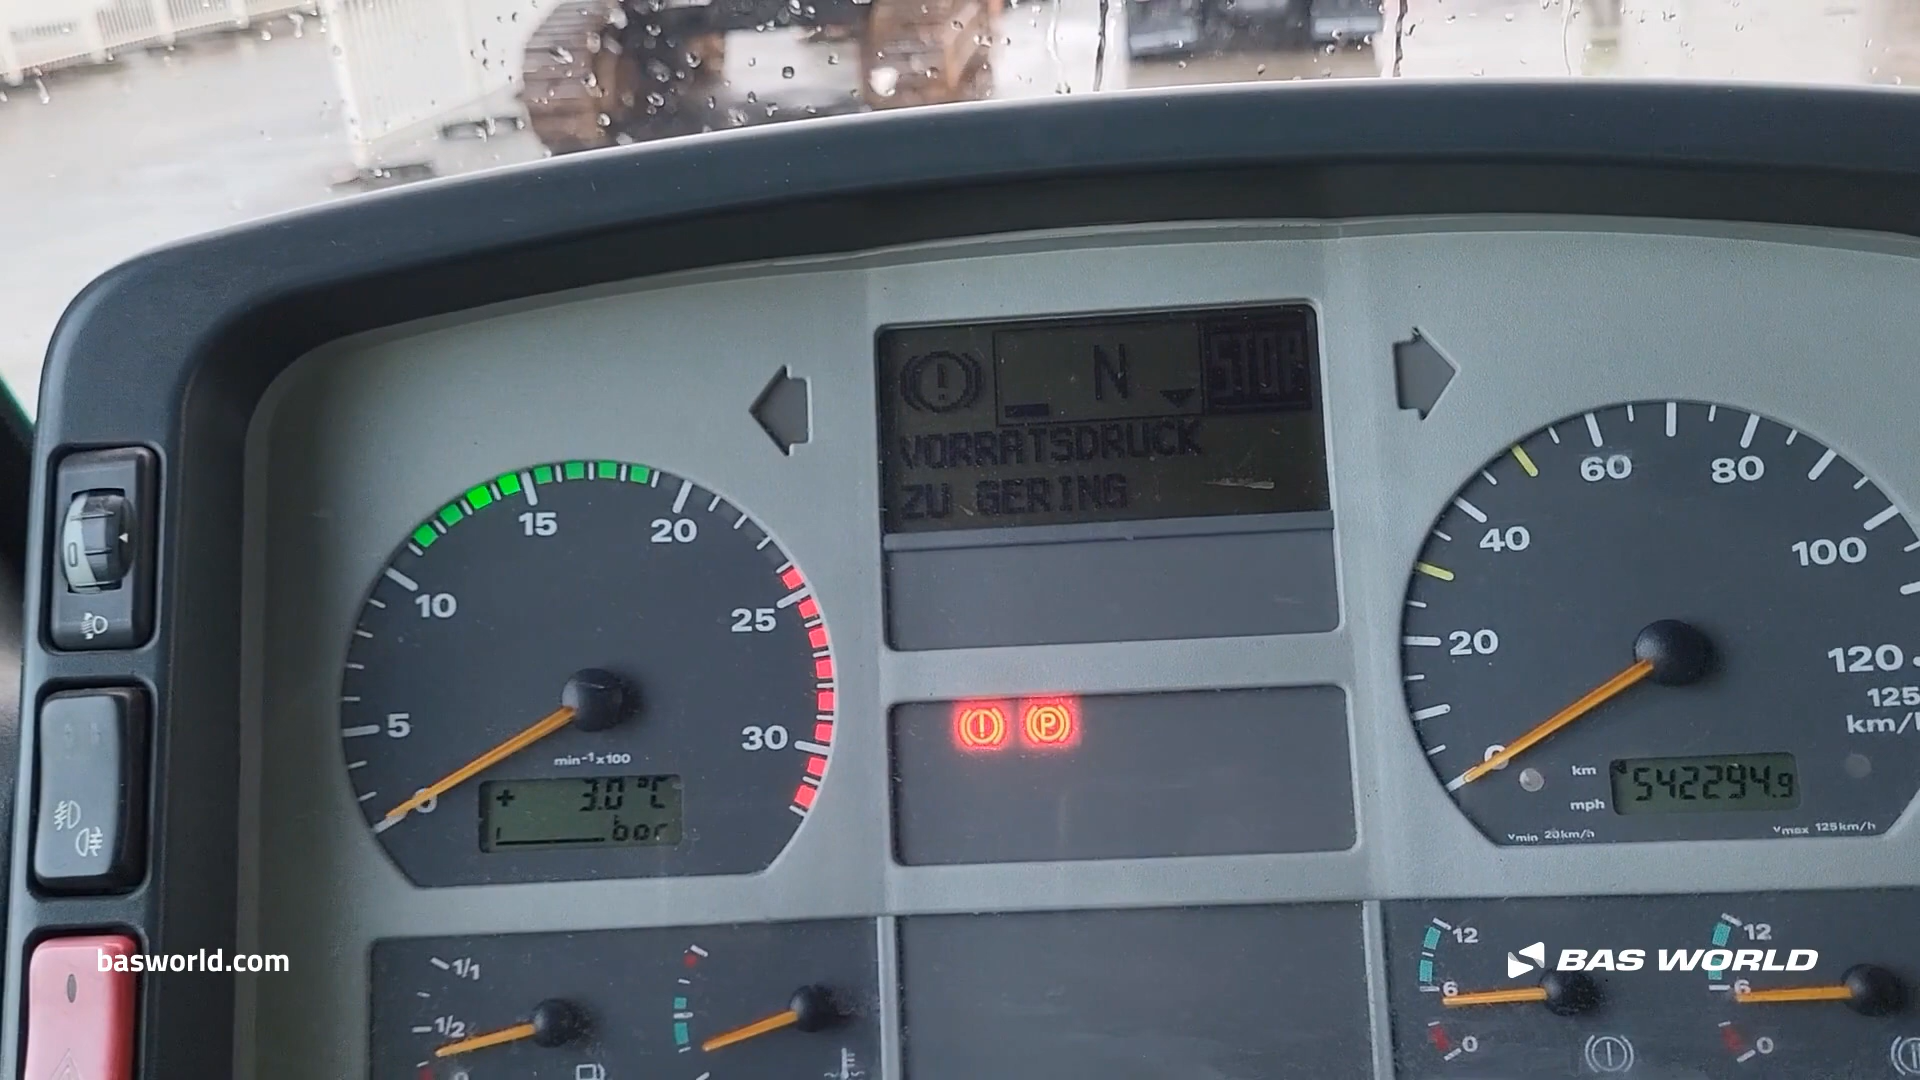 N STOP
VORRATSDRUCK
ZU GERING
5
10
15
20
25
30
0
min⁻¹x100
+ 3.0 °C
bar
P
0
20
40
60
80
100
120
125
km/h
km
mph
542294.9
Vmin 20km/h
Vmax 125km/h
1/1
1/2
12
6
0
12
6
0
basworld.com
BAS WORLD